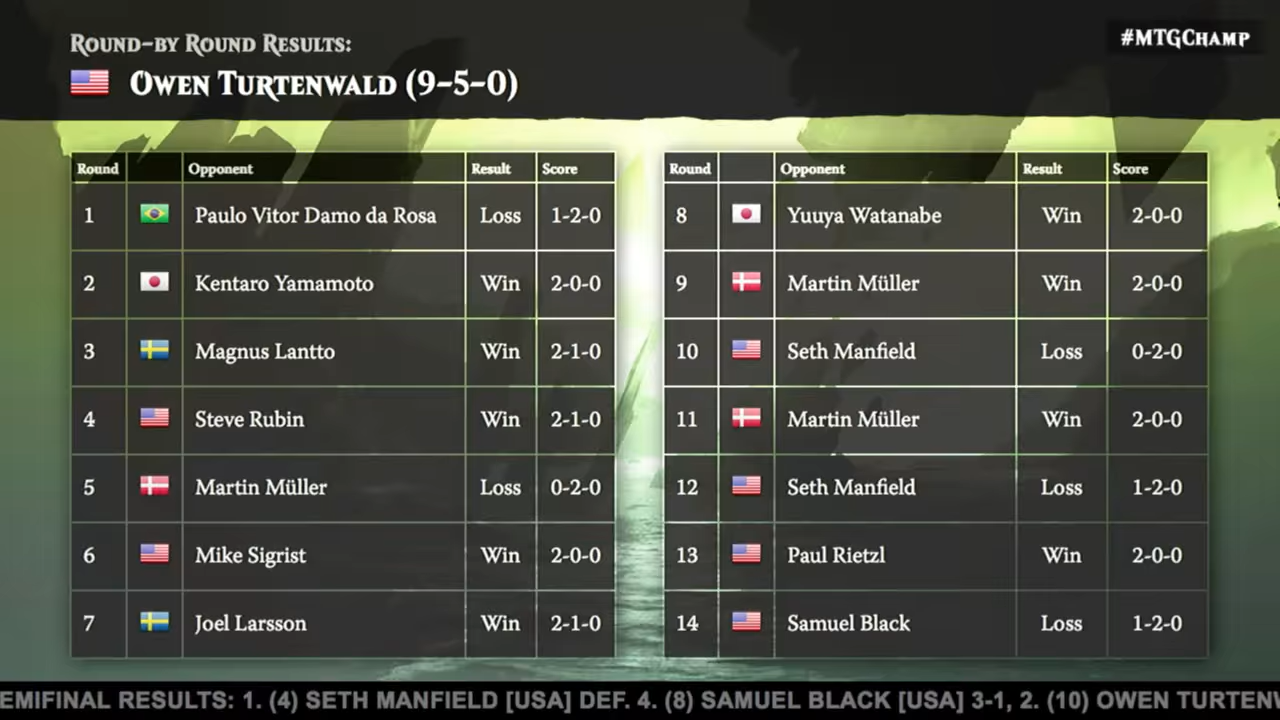 Round-by Round Results:
#MTGChamp
Owen Turtenwald (9-5-0)
Round Opponent Result Score
1 Paulo Vitor Damo da Rosa Loss 1-2-0
2 Kentaro Yamamoto Win 2-0-0
3 Magnus Lantto Win 2-1-0
4 Steve Rubin Win 2-1-0
5 Martin Müller Loss 0-2-0
6 Mike Sigrist Win 2-0-0
7 Joel Larsson Win 2-1-0
Round Opponent Result Score
8 Yuuya Watanabe Win 2-0-0
9 Martin Müller Win 2-0-0
10 Seth Manfield Loss 0-2-0
11 Martin Müller Win 2-0-0
12 Seth Manfield Loss 1-2-0
13 Paul Rietzl Win 2-0-0
14 Samuel Black Loss 1-2-0
EMIFINAL RESULTS: 1. (4) SETH MANFIELD [USA] DEF. 4. (8) SAMUEL BLACK [USA] 3-1, 2. (10) OWEN TURTEN